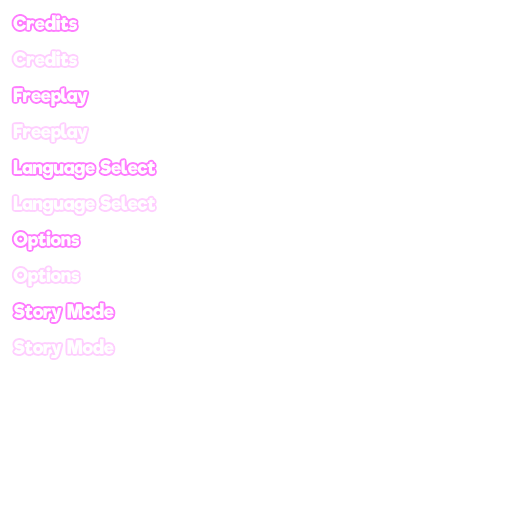 Credits
Credits
Freeplay
Freeplay
Language Select
Language Select
Options
Options
Story Mode
Story Mode